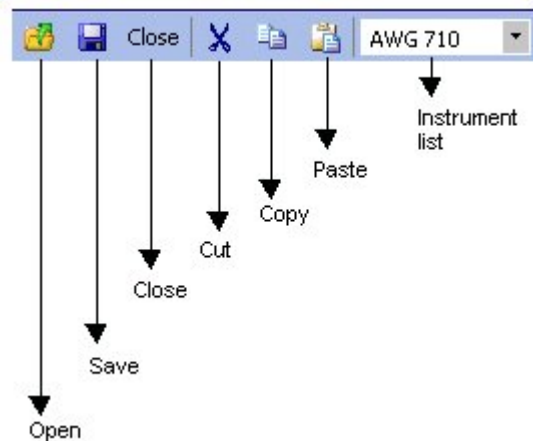 Close
AWG 710
Instrument
list
Paste
Copy
Cut
Close
Save
Open